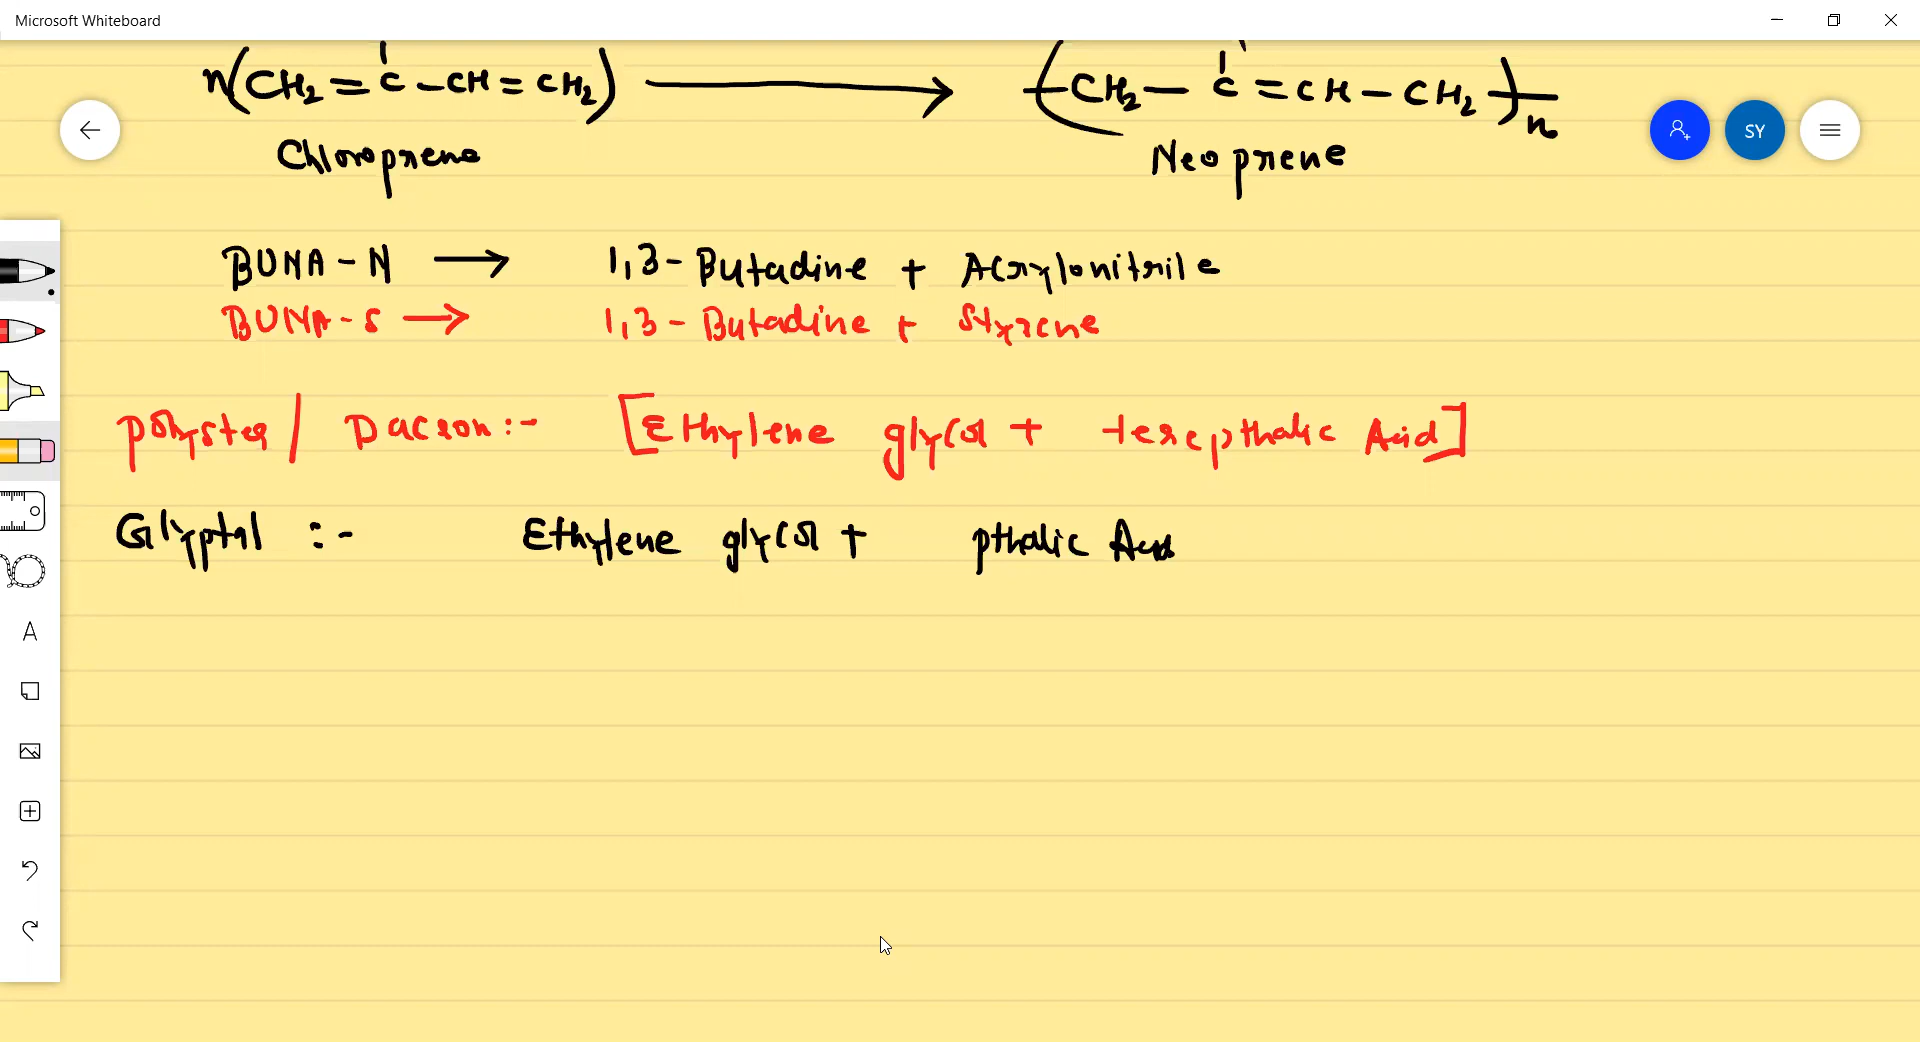 Microsoft Whiteboard
n(CH2 = C - CH = CH2) → (CH2 - C = CH - CH2)n
Chloroprene Neoprene
SY
BUNA - N → 1,3 - Butadine + Acrylonitrile
BUNA - S → 1,3 - Butadine + Styrene
Polyster / Dacron :- [Ethylene glycol + terepthalic Acid]
Glyptal :- Ethylene glycol + pthalic Acid
A